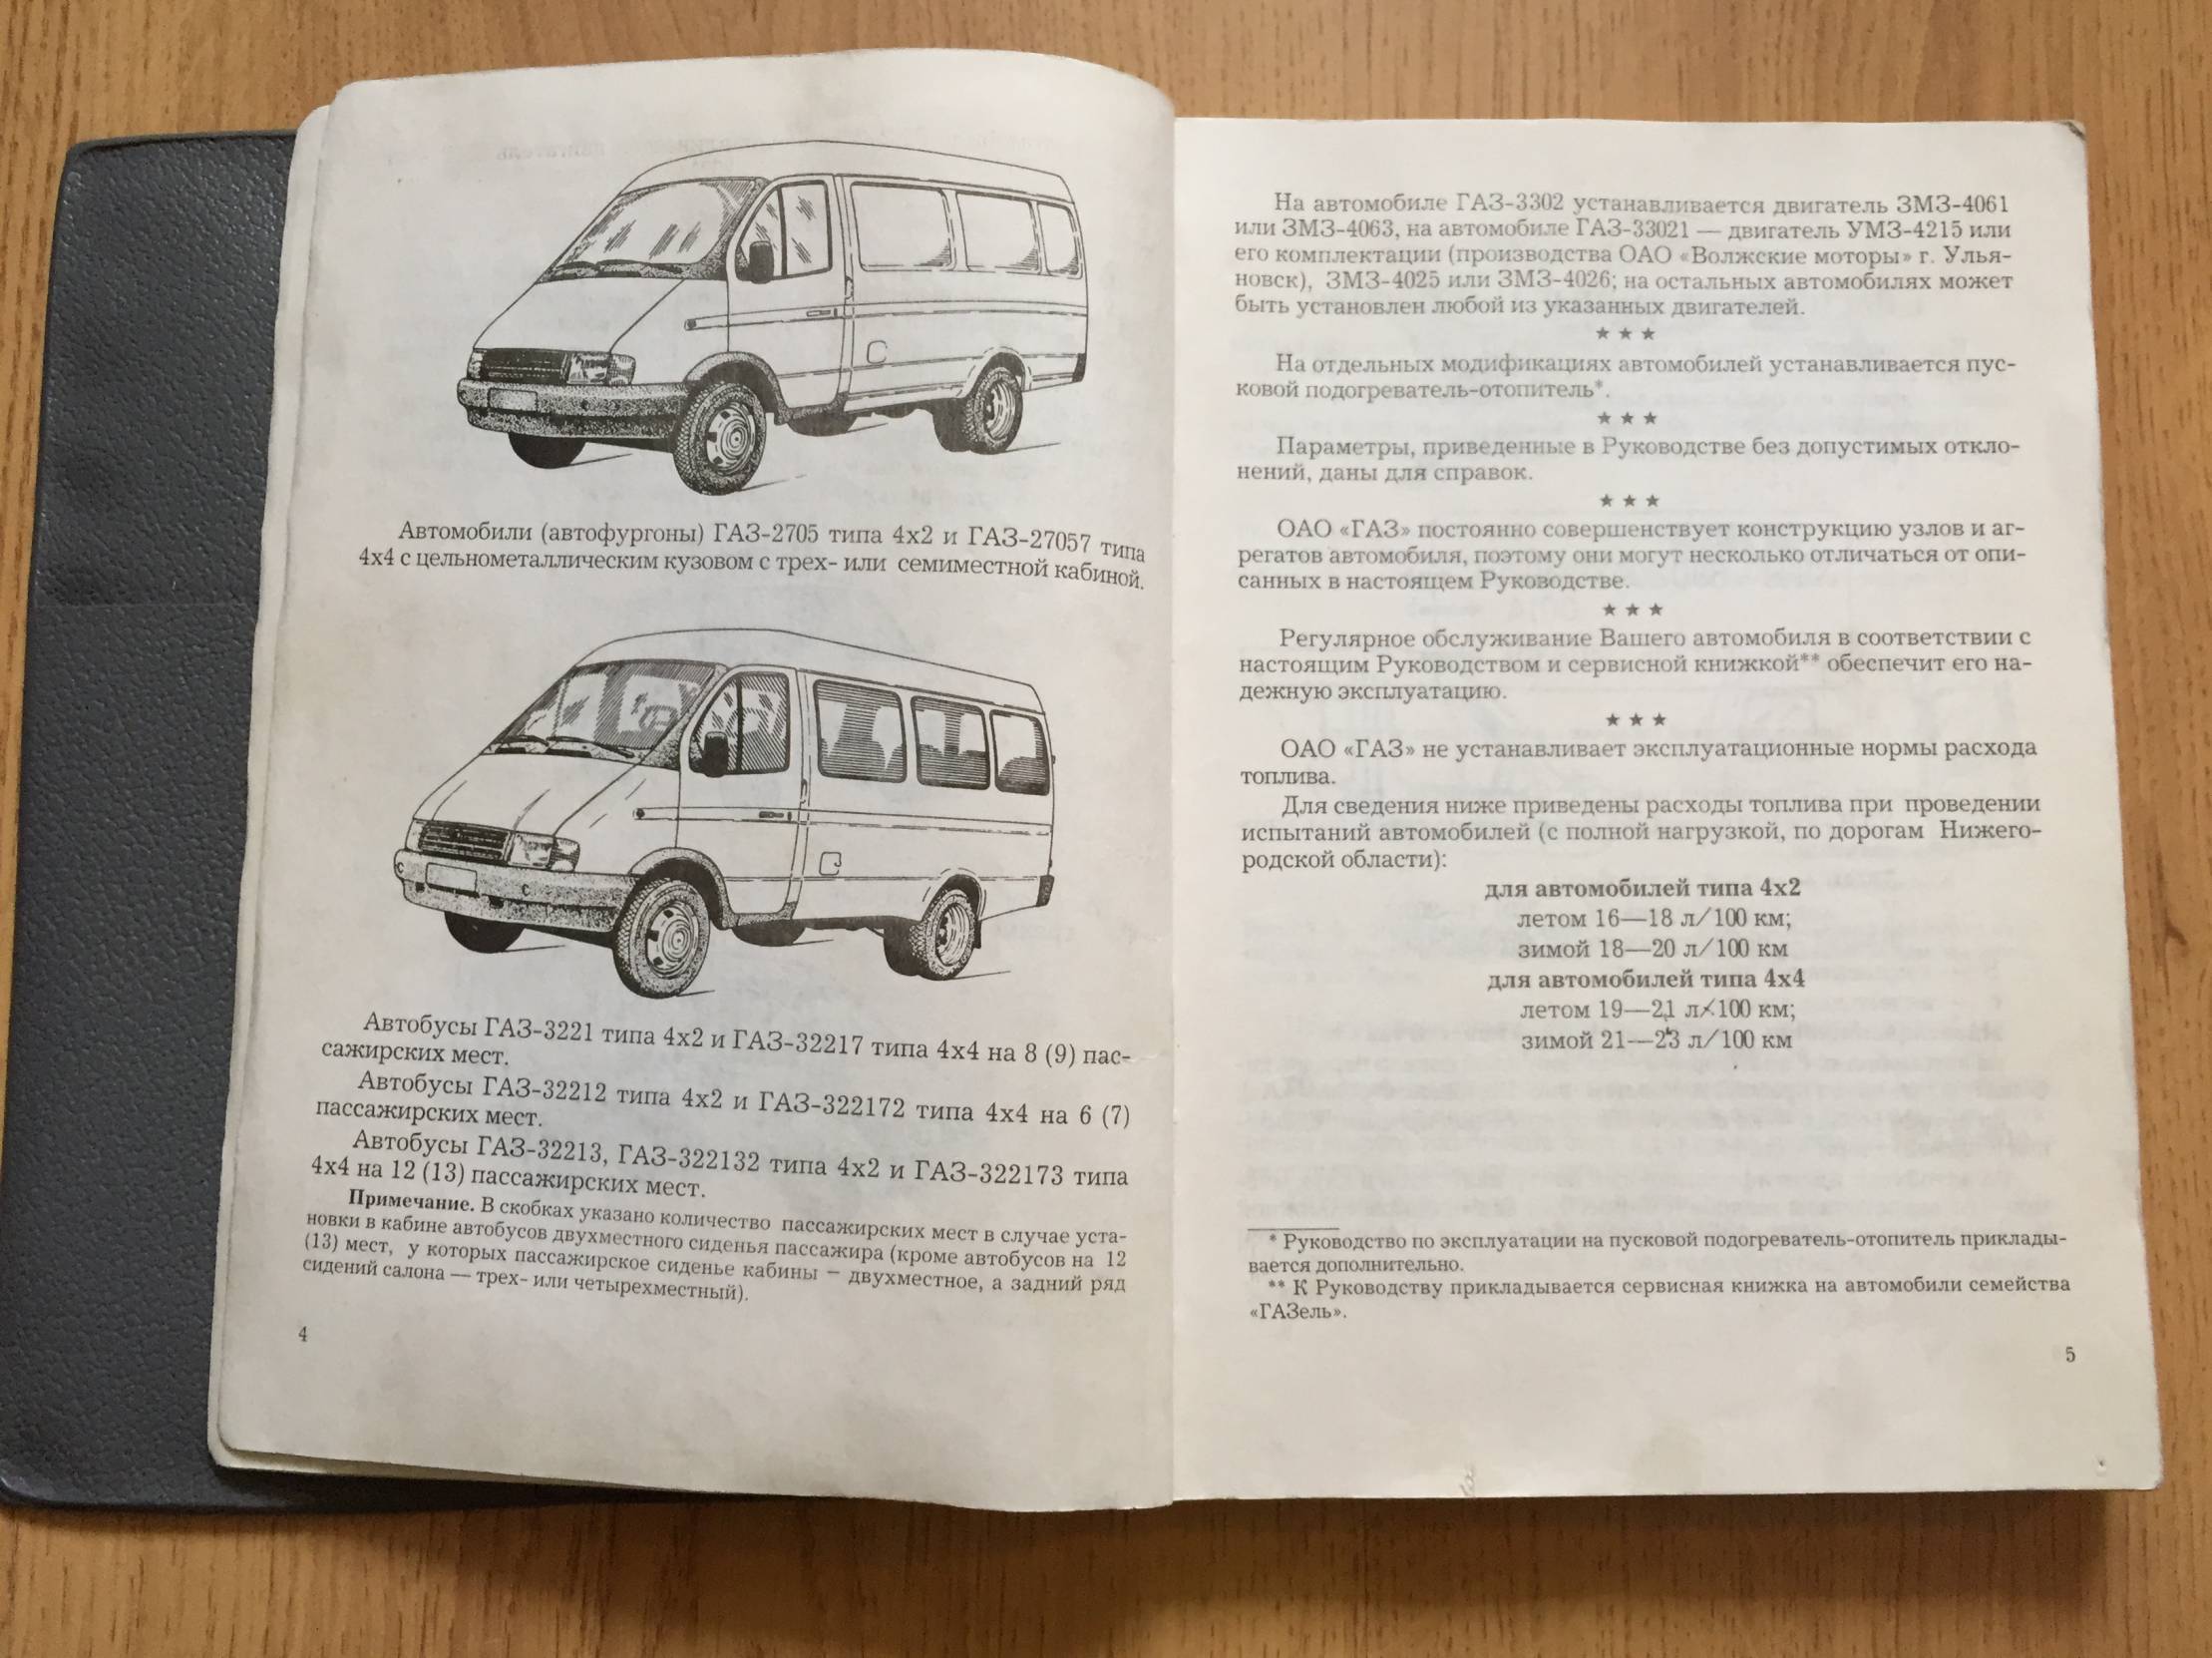 Автомобили (автофургоны) ГАЗ-2705 типа 4х2 и ГАЗ-27057 типа
4х4 с цельнометаллическим кузовом с трех- или семиместной кабиной.
Автобусы ГАЗ-3221 типа 4х2 и ГАЗ-32217 типа 4х4 на 8 (9) пас-
сажирских мест.
Автобусы ГАЗ-32212 типа 4х2 и ГАЗ-322172 типа 4х4 на 6 (7)
пассажирских мест.
Автобусы ГАЗ-32213, ГАЗ-322132 типа 4х2 и ГАЗ-322173 типа
4х4 на 12 (13) пассажирских мест.
Примечание. В скобках указано количество пассажирских мест в случае уста-
новки в кабине автобусов двухместного сиденья пассажира (кроме автобусов на 12
(13) мест, у которых пассажирское сиденье кабины — двухместное, а задний ряд
сидений салона — трех- или четырехместный).
4
На автомобиле ГАЗ-3302 устанавливается двигатель ЗМЗ-4061
или ЗМЗ-4063, на автомобиле ГАЗ-33021 — двигатель УМЗ-4215 или
его комплектации (производства ОАО «Волжские моторы» г. Улья-
новск), ЗМЗ-4025 или ЗМЗ-4026; на остальных автомобилях может
быть установлен любой из указанных двигателей.
★ ★ ★
На отдельных модификациях автомобилей устанавливается пус-
ковой подогреватель-отопитель*.
★ ★ ★
Параметры, приведенные в Руководстве без допустимых откло-
нений, даны для справок.
★ ★ ★
ОАО «ГАЗ» постоянно совершенствует конструкцию узлов и аг-
регатов автомобиля, поэтому они могут несколько отличаться от опи-
санных в настоящем Руководстве.
★ ★ ★
Регулярное обслуживание Вашего автомобиля в соответствии с
настоящим Руководством и сервисной книжкой** обеспечит его на-
дежную эксплуатацию.
★ ★ ★
ОАО «ГАЗ» не устанавливает эксплуатационные нормы расхода
топлива.
Для сведения ниже приведены расходы топлива при проведении
испытаний автомобилей (с полной нагрузкой, по дорогам Нижего-
родской области):
для автомобилей типа 4х2
летом 16—18 л/100 км;
зимой 18—20 л/100 км
для автомобилей типа 4х4
летом 19—21 л/100 км;
зимой 21—23 л/100 км
* Руководство по эксплуатации на пусковой подогреватель-отопитель приклады-
вается дополнительно.
** К Руководству прикладывается сервисная книжка на автомобили семейства
«ГАЗель».
5